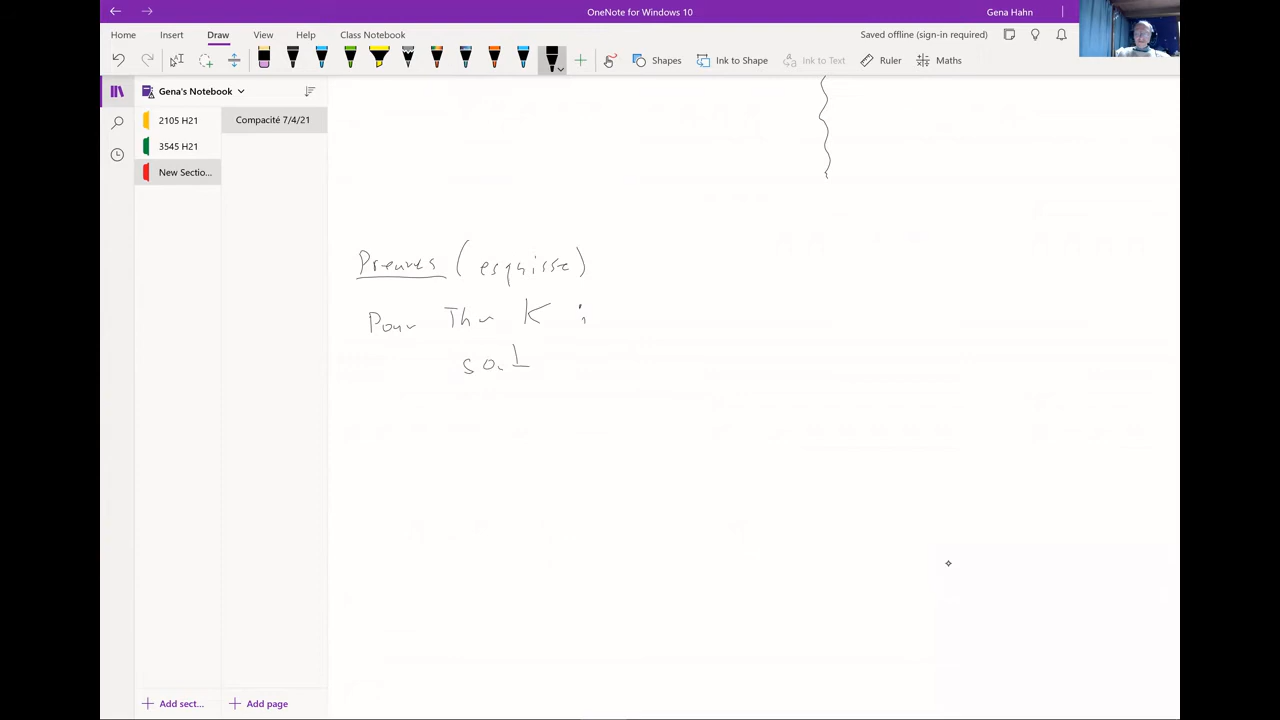 OneNote for Windows 10
Gena Hahn
Home Insert Draw View Help Class Notebook
Saved offline (sign-in required)
Shapes Ink to Shape Ink to Text Ruler Maths
Gena's Notebook
2105 H21
3545 H21
New Sectio...
Compacité 7/4/21
Preuves (esquisse)
Pour Thm K :
soit
Add sect...
Add page